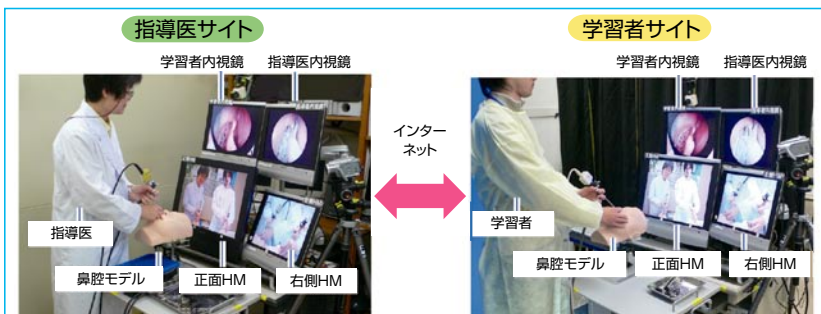 指導医サイト
学習者サイト
学習者内視鏡
指導医内視鏡
学習者内視鏡
指導医内視鏡
インター
ネット
指導医
学習者
鼻腔モデル
正面HM
右側HM
鼻腔モデル
正面HM
右側HM